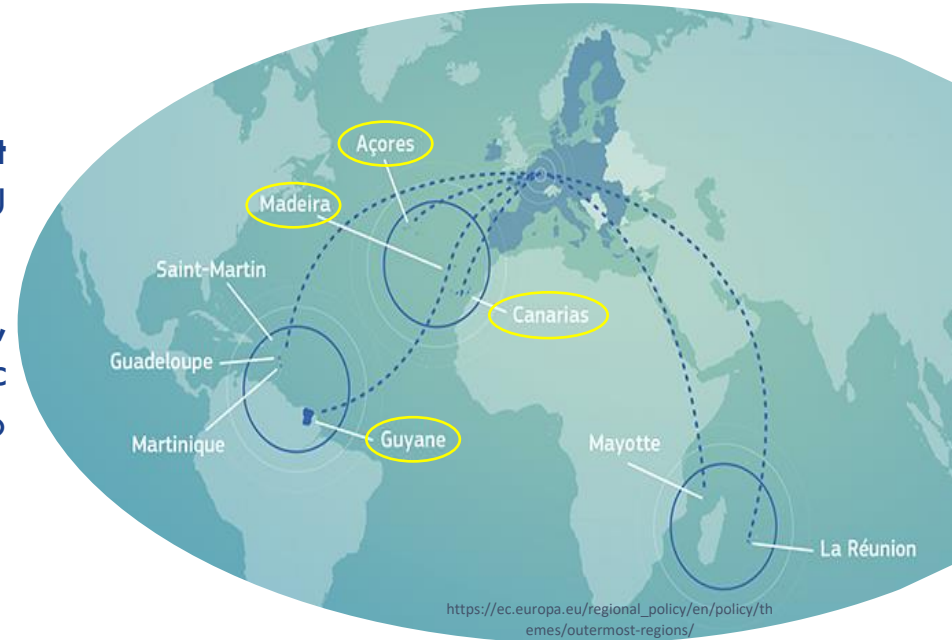 Açores
Madeira
Saint-Martin
Canarias
Guadeloupe
Martinique
Guyane
Mayotte
La Réunion
https://ec.europa.eu/regional_policy/en/policy/th
emes/outermost-regions/